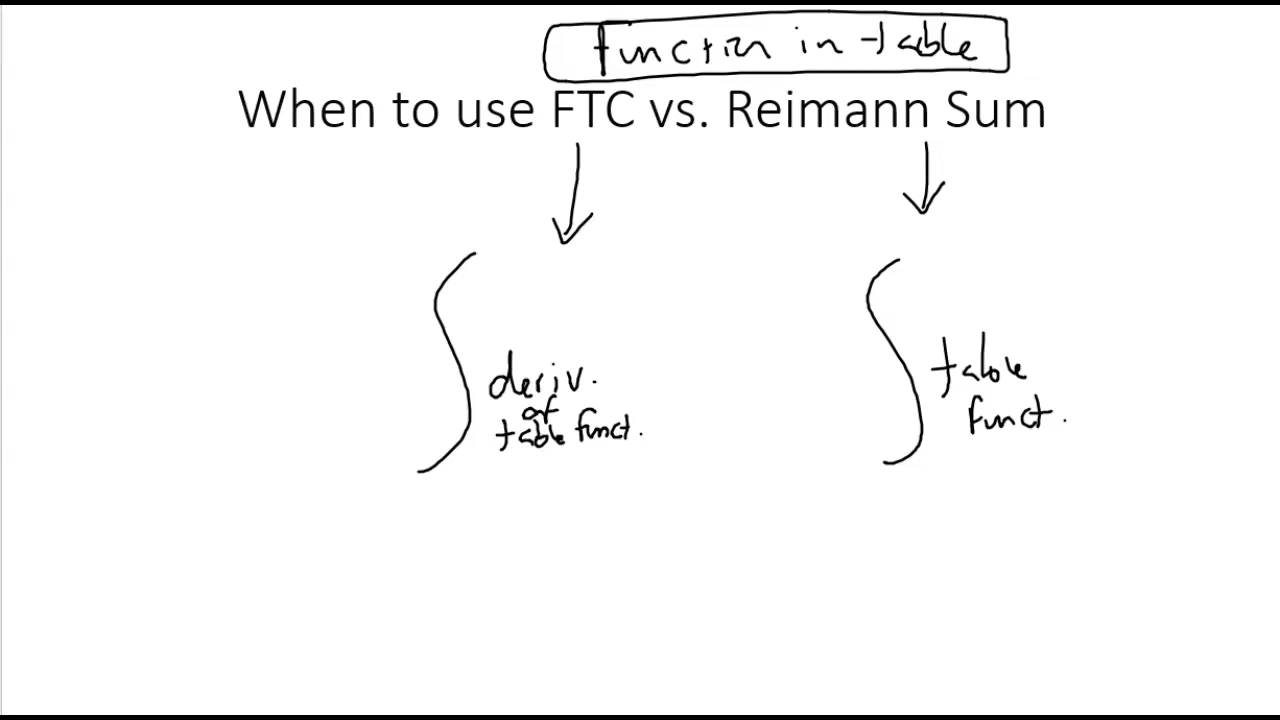 function in table
When to use FTC vs. Reimann Sum
deriv.
of
table funct.
table
funct.